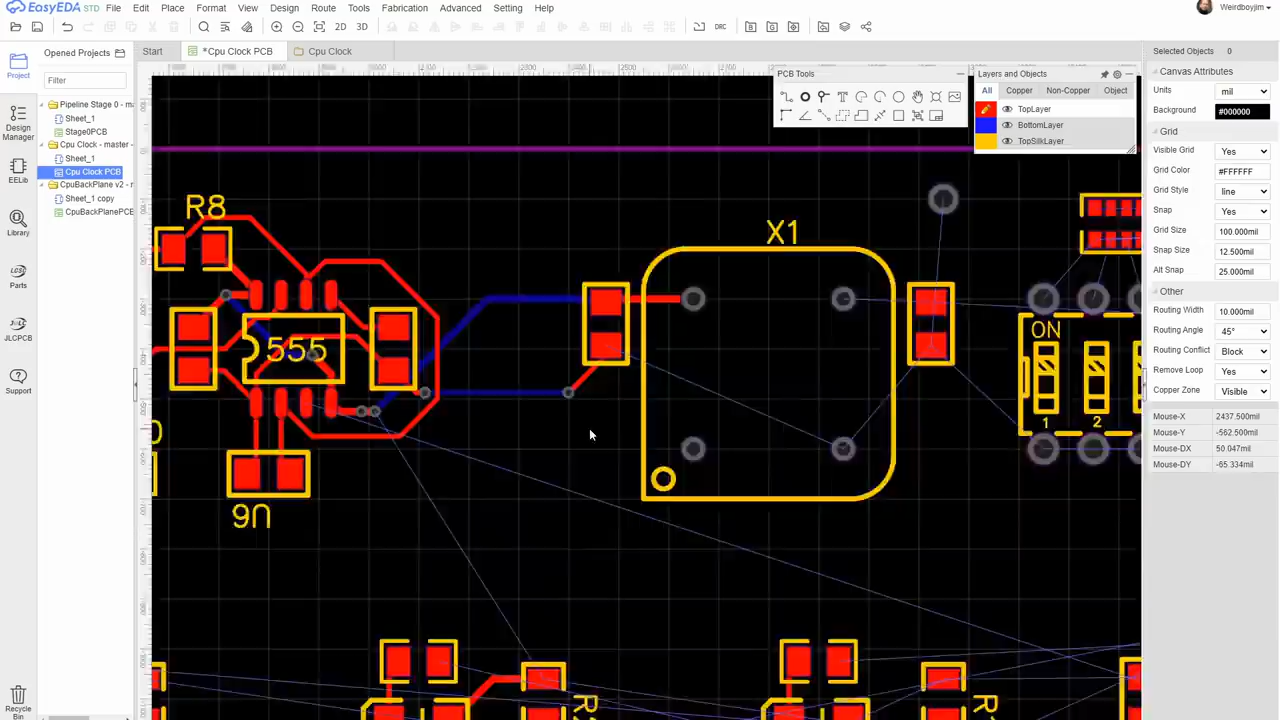 EasyEDA STD
File Place Format View Design Route Tools Fabrication Advanced Setting Help
Weirdboyjim
2D 3D DRC
Opened Projects
Start *Cpu Clock PCB Cpu Clock
Filter
Project
Design Manager
EELib
Library
Parts
JLCPCB
Support
Recycle Bin
Pipeline Stage 0 - ma
Sheet_1
Stage0PCB
Cpu Clock - master -
Sheet_1
Cpu Clock PCB
CpuBackPlane v2 - r
Sheet_1 copy
CpuBackPlanePCB
PCB Tools
Layers and Objects
All Copper Non-Copper Object
TopLayer
BottomLayer
TopSilkLayer
R8
X1
555
U6
ON
1 2
Selected Objects 0
Canvas Attributes
Units mil
Background #000000
Grid
Visible Grid Yes
Grid Color #FFFFFF
Grid Style line
Snap Yes
Grid Size 100.000mil
Snap Size 12.500mil
Alt Snap 25.000mil
Other
Routing Width 10.000mil
Routing Angle 45°
Routing Conflict Block
Remove Loop Yes
Copper Zone Visible
Mouse-X 2437.500mil
Mouse-Y -562.500mil
Mouse-DX 50.047mil
Mouse-DY -65.334mil